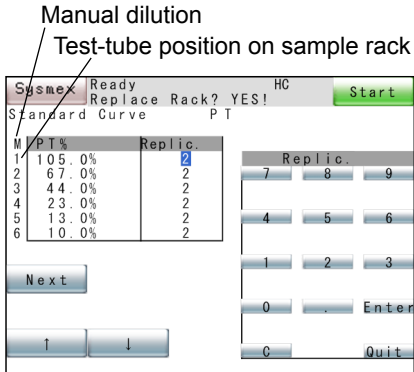 Manual dilution
Test-tube position on sample rack
Sysmex Ready HC Start
Replace Rack? YES!
Standard Curve PT
M PT% Replic.
1 105.0% 2
2 67.0% 2
3 44.0% 2
4 23.0% 2
5 13.0% 2
6 10.0% 2
Replic.
7 8 9
4 5 6
1 2 3
0 . Enter
C Quit
Next
↑ ↓